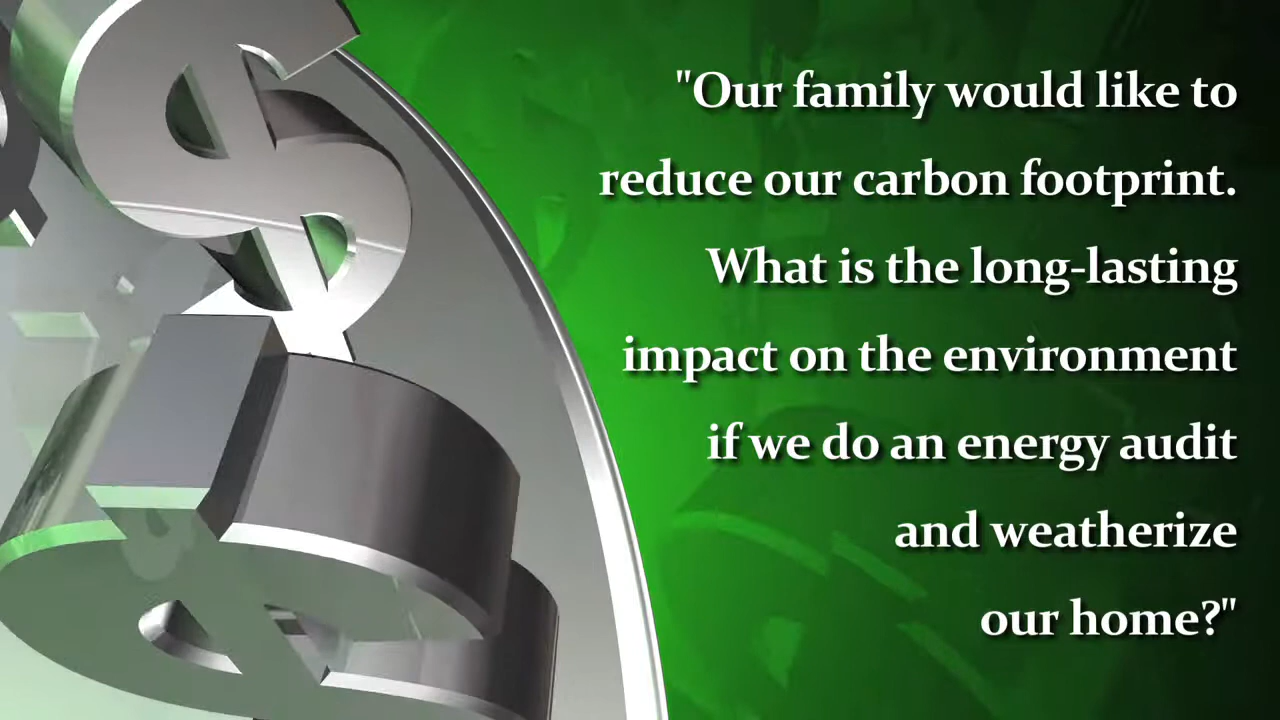 "Our family would like to
reduce our carbon footprint.
What is the long-lasting
impact on the environment
if we do an energy audit
and weatherize
our home?"